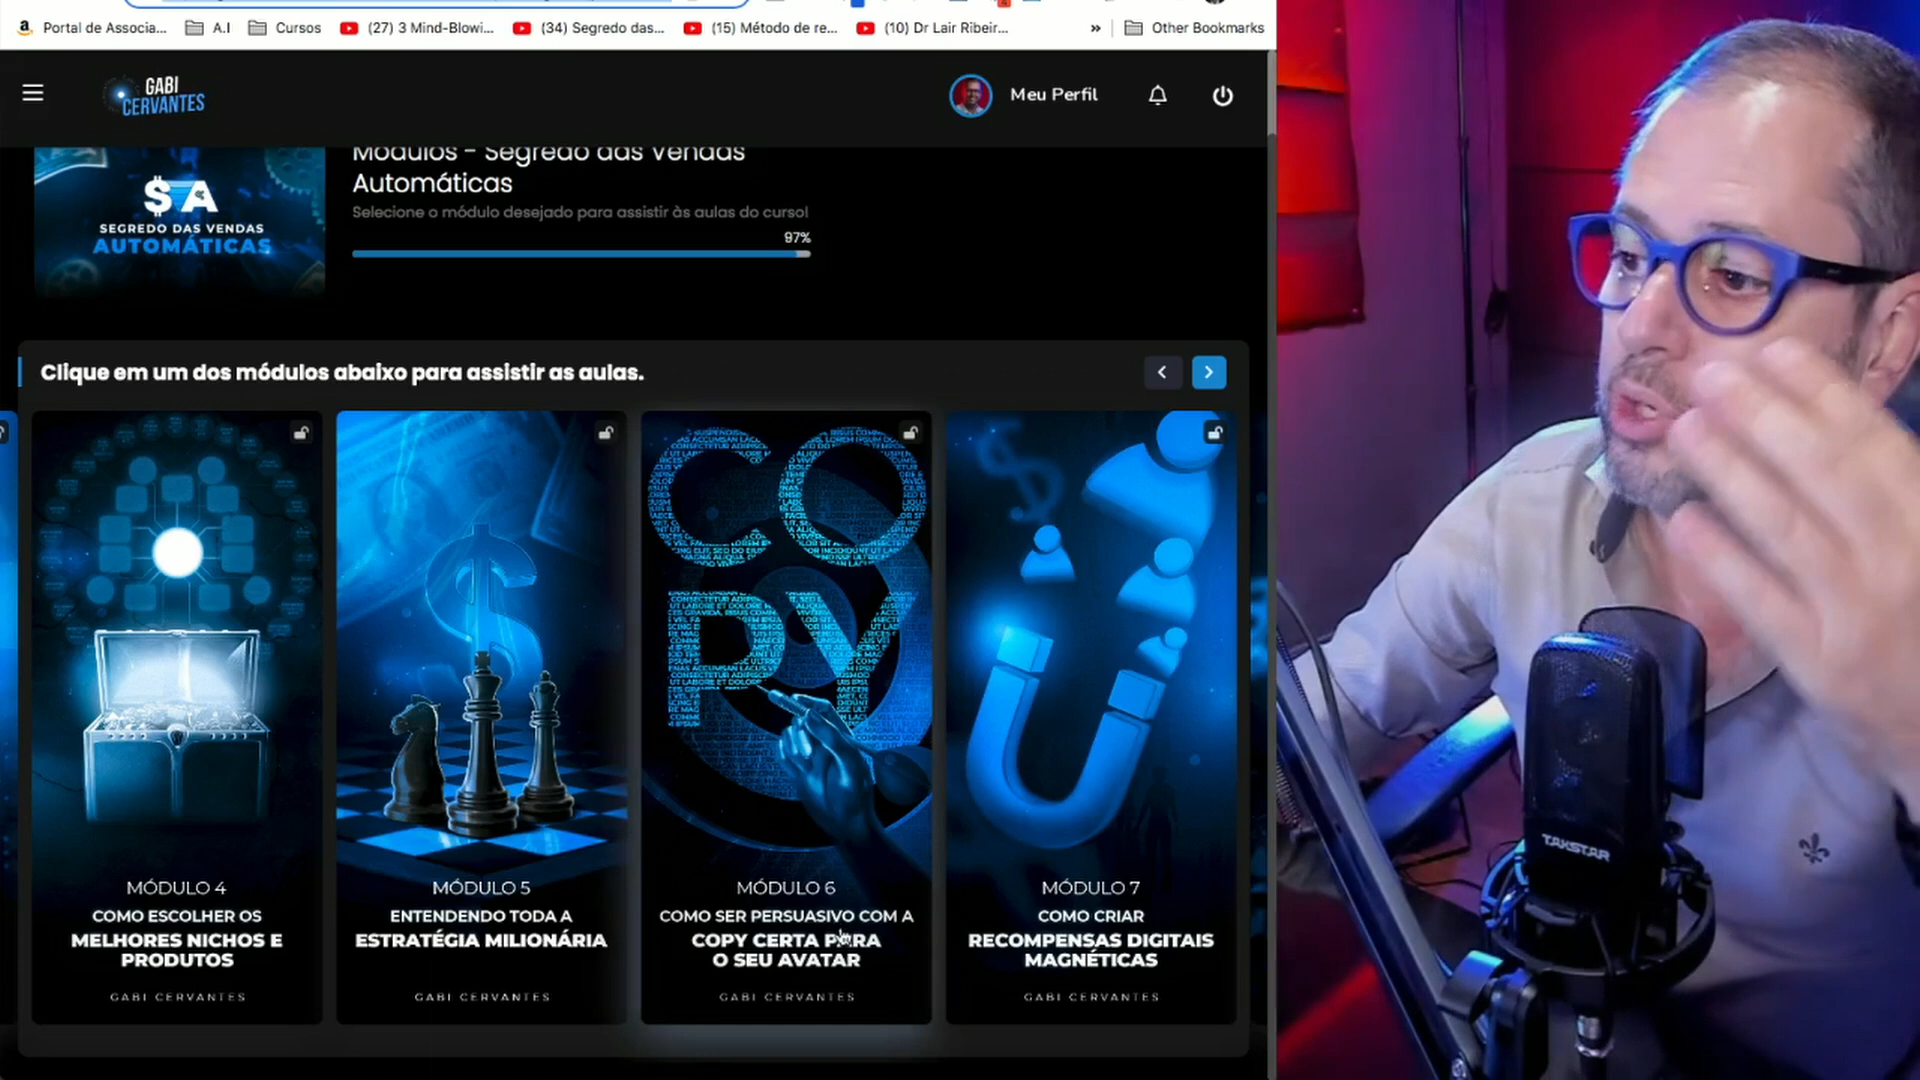 Portal de Associa...
A.I
Cursos
(27) 3 Mind-Blowi...
(34) Segredo das...
(15) Método de re...
(10) Dr Lair Ribeir...
»
Other Bookmarks
GABI
CERVANTES
Meu Perfil
$A
SEGREDO DAS VENDAS
AUTOMÁTICAS
Módulos - Segredo das Vendas
Automáticas
Selecione o módulo desejado para assistir às aulas do curso!
97%
Clique em um dos módulos abaixo para assistir as aulas.
MÓDULO 4
COMO ESCOLHER OS
MELHORES NICHOS E
PRODUTOS
GABI CERVANTES
MÓDULO 5
ENTENDENDO TODA A
ESTRATÉGIA MILIONÁRIA
GABI CERVANTES
COPY
MÓDULO 6
COMO SER PERSUASIVO COM A
COPY CERTA PARA
O SEU AVATAR
GABI CERVANTES
MÓDULO 7
COMO CRIAR
RECOMPENSAS DIGITAIS
MAGNÉTICAS
GABI CERVANTES
TAKSTAR